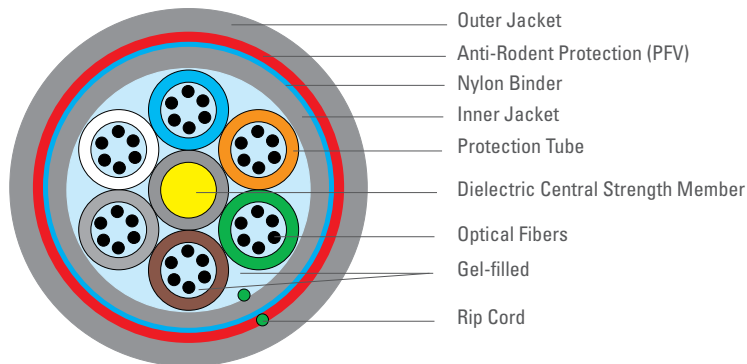 Outer Jacket
Anti-Rodent Protection (PFV)
Nylon Binder
Inner Jacket
Protection Tube
Dielectric Central Strength Member
Optical Fibers
Gel-filled
Rip Cord